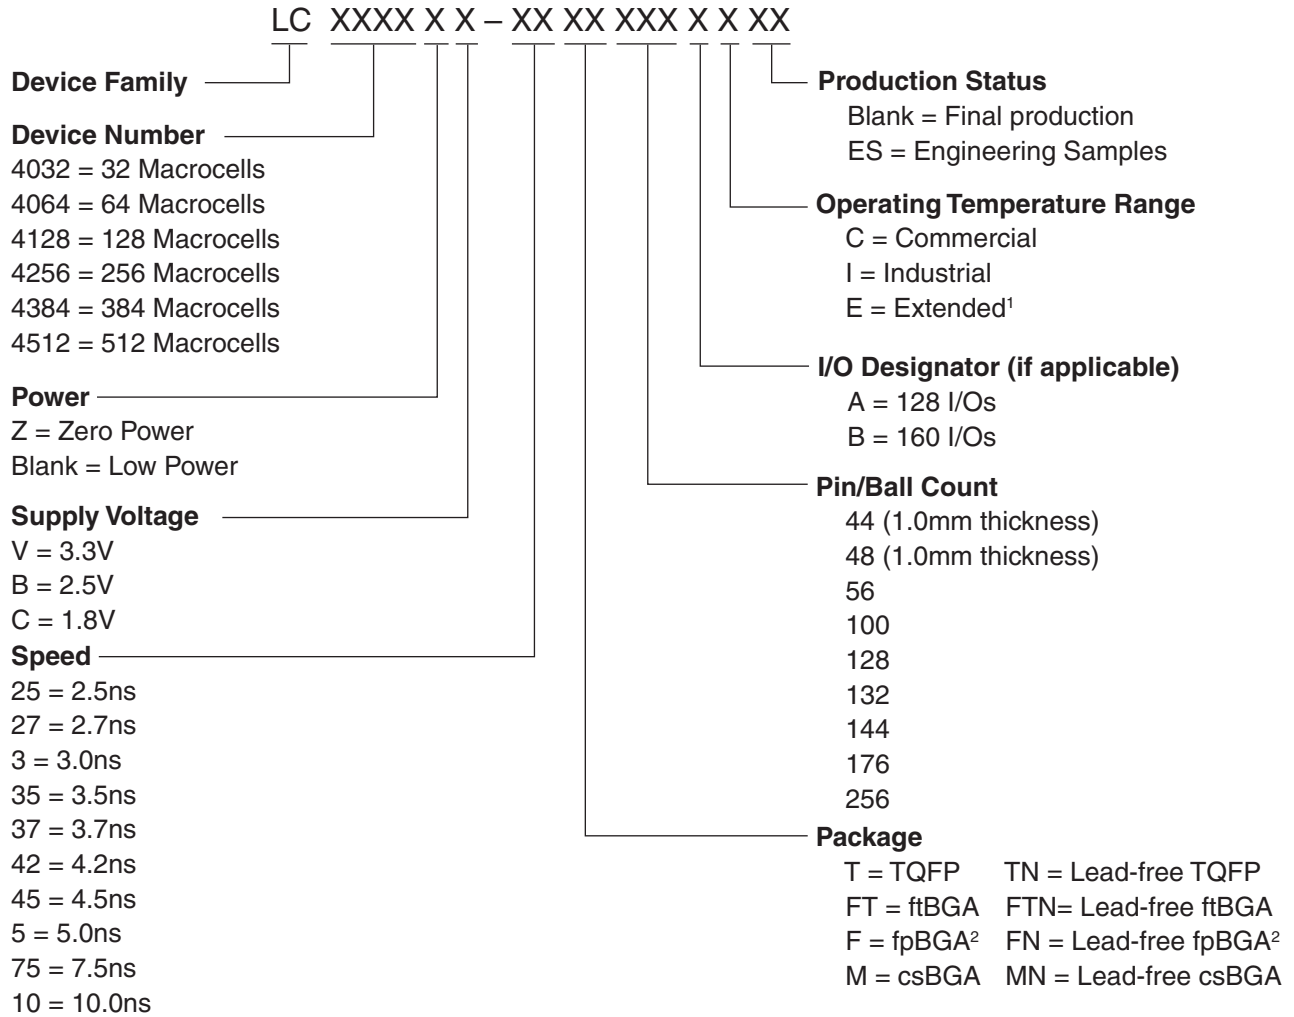 LC XXXX X X – XX XX XXX X X XX
Device Family
Device Number
4032 = 32 Macrocells
4064 = 64 Macrocells
4128 = 128 Macrocells
4256 = 256 Macrocells
4384 = 384 Macrocells
4512 = 512 Macrocells
Power
Z = Zero Power
Blank = Low Power
Supply Voltage
V = 3.3V
B = 2.5V
C = 1.8V
Speed
25 = 2.5ns
27 = 2.7ns
3 = 3.0ns
35 = 3.5ns
37 = 3.7ns
42 = 4.2ns
45 = 4.5ns
5 = 5.0ns
75 = 7.5ns
10 = 10.0ns
Production Status
Blank = Final production
ES = Engineering Samples
Operating Temperature Range
C = Commercial
I = Industrial
E = Extended¹
I/O Designator (if applicable)
A = 128 I/Os
B = 160 I/Os
Pin/Ball Count
44 (1.0mm thickness)
48 (1.0mm thickness)
56
100
128
132
144
176
256
Package
T = TQFP TN = Lead-free TQFP
FT = ftBGA FTN= Lead-free ftBGA
F = fpBGA² FN = Lead-free fpBGA²
M = csBGA MN = Lead-free csBGA